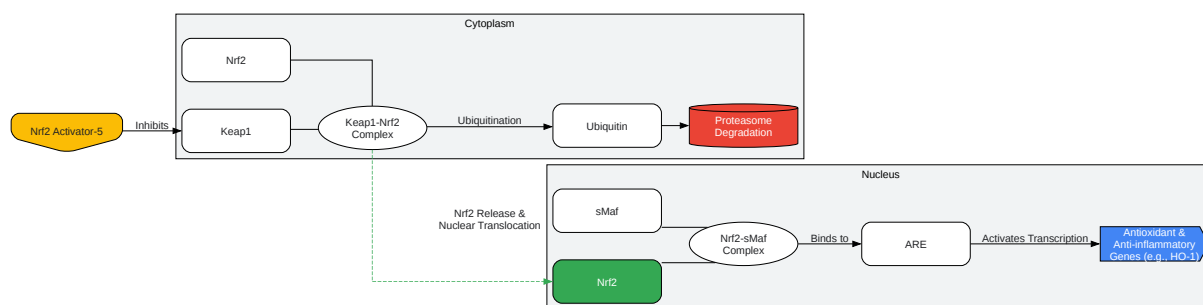 Cytoplasm
Nrf2
Nrf2 Activator-5
Inhibits
Keap1
Keap1-Nrf2
Complex
Ubiquitination
Ubiquitin
Proteasome
Degradation
Nucleus
Nrf2 Release &
Nuclear Translocation
sMaf
Nrf2
Nrf2-sMaf
Complex
Binds to
ARE
Activates Transcription
Antioxidant &
Anti-inflammatory
Genes (e.g., HO-1)